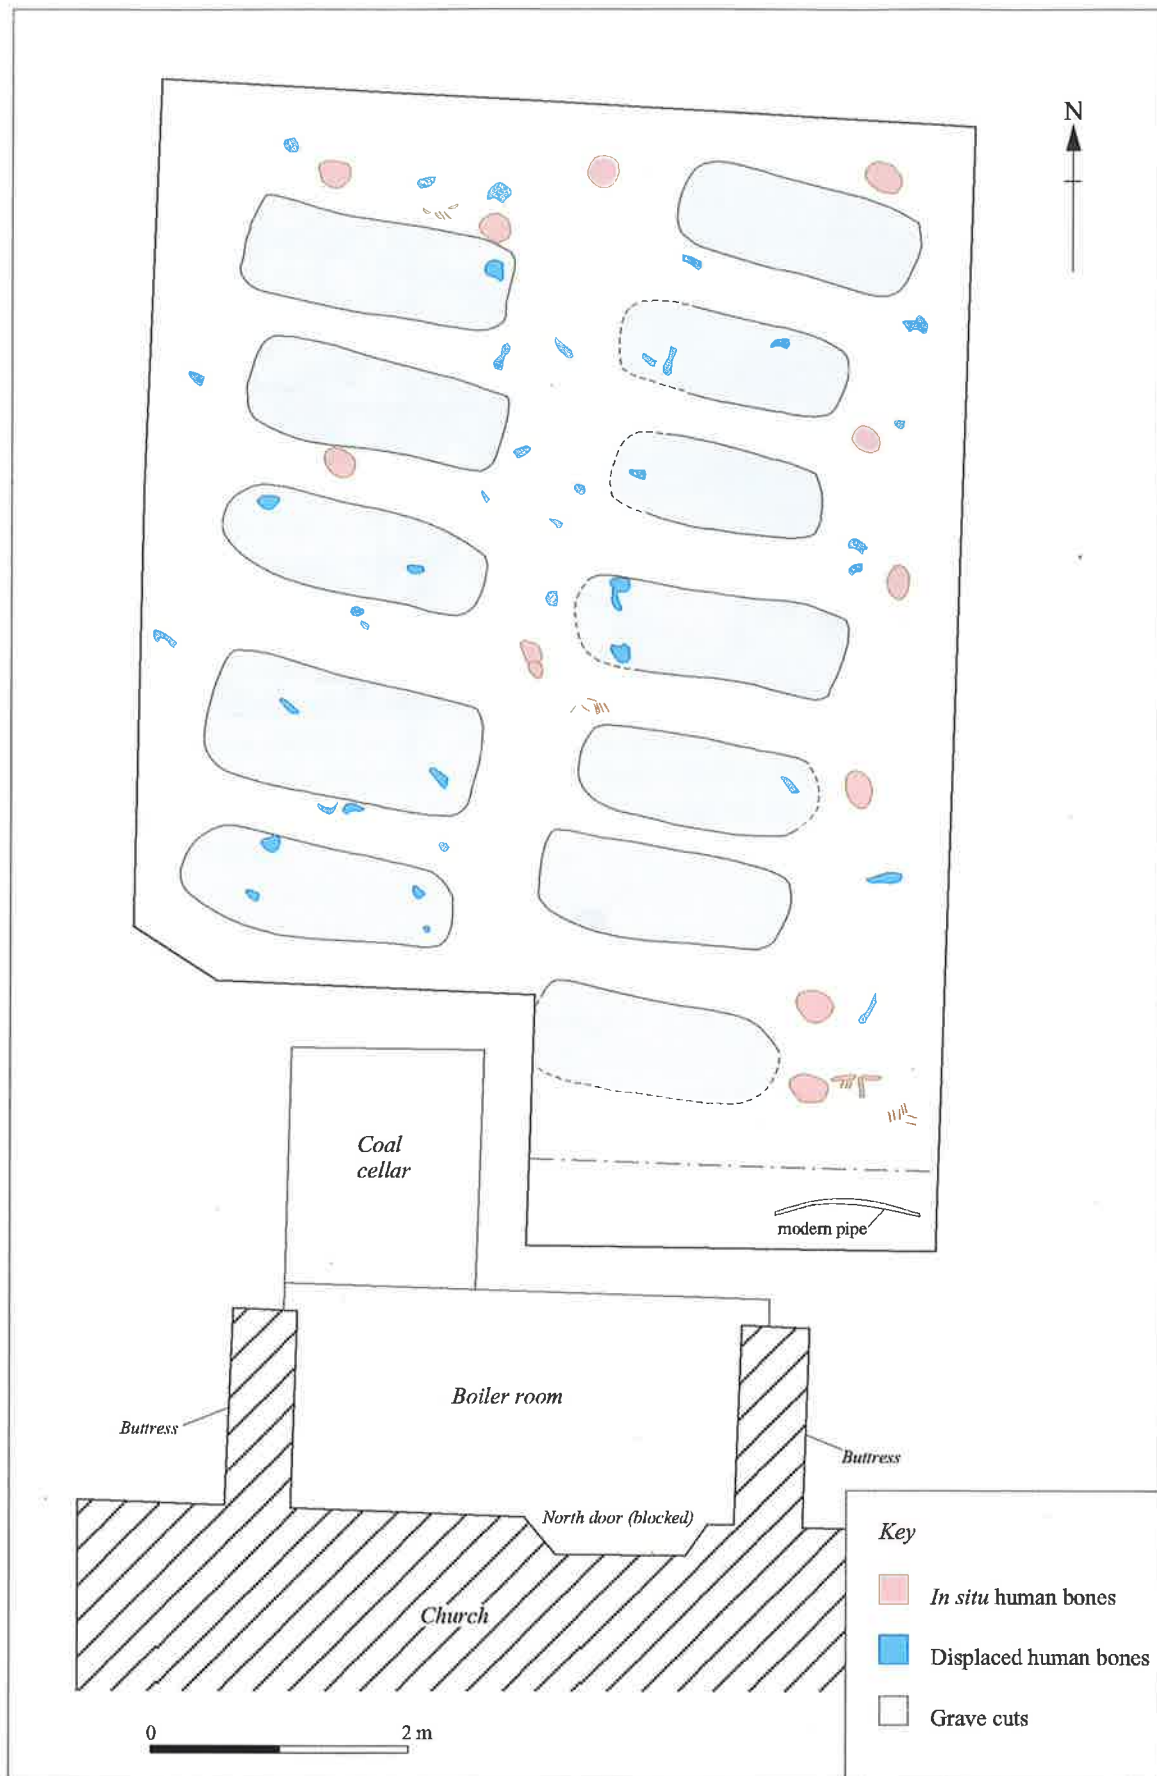 N
modern pipe
Coal
cellar
Boiler room
Buttress
Buttress
North door (blocked)
Church
Key
In situ human bones
Displaced human bones
Grave cuts
0
2 m